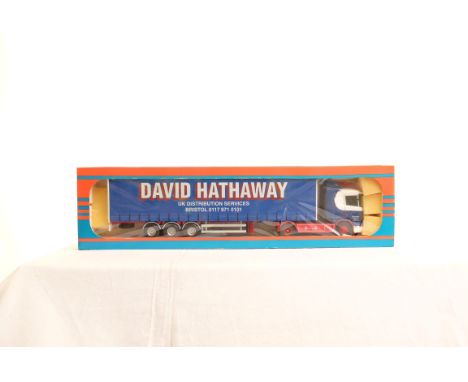 DAVID HATHAWAY
UK DISTRIBUTION SERVICES
BRISTOL 0117 971 0101